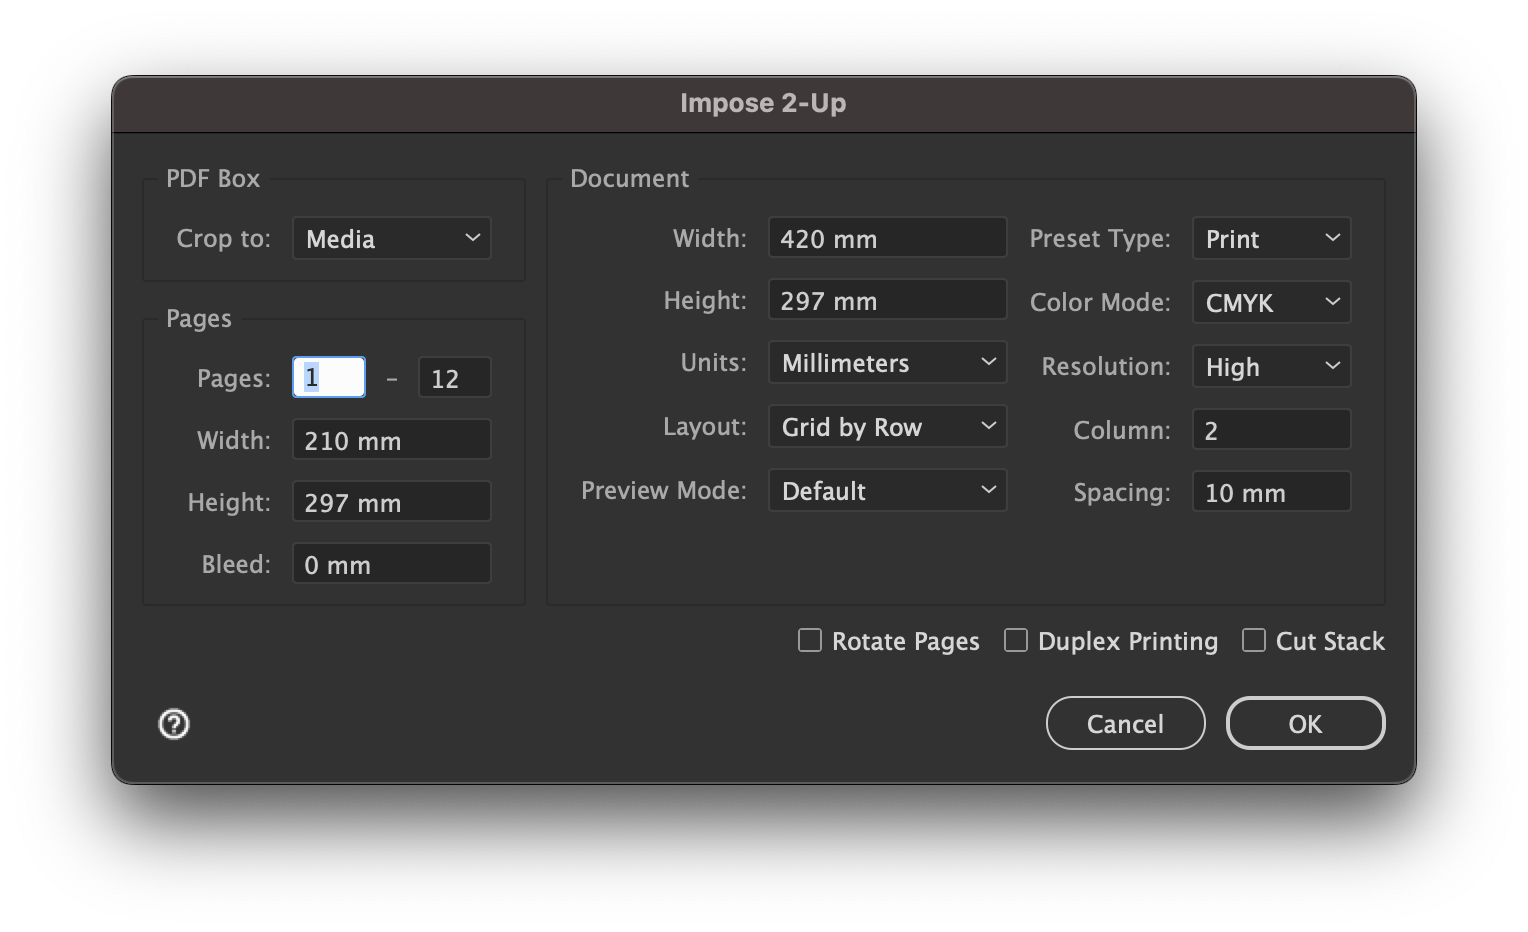 Impose 2-Up
PDF Box
Crop to: Media
Pages
Pages: 1 – 12
Width: 210 mm
Height: 297 mm
Bleed: 0 mm
Document
Width: 420 mm
Height: 297 mm
Units: Millimeters
Layout: Grid by Row
Preview Mode: Default
Preset Type: Print
Color Mode: CMYK
Resolution: High
Column: 2
Spacing: 10 mm
Rotate Pages
Duplex Printing
Cut Stack
?
Cancel
OK